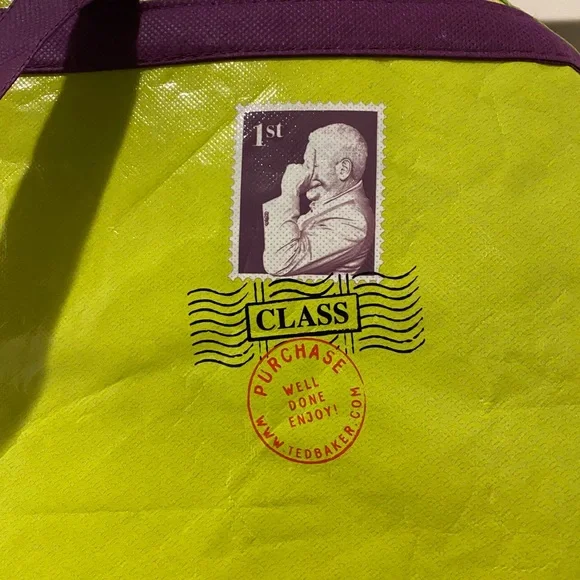 1st
CLASS
PURCHASE
WELL
DONE
ENJOY!
WWW.TEDBAKER.COM